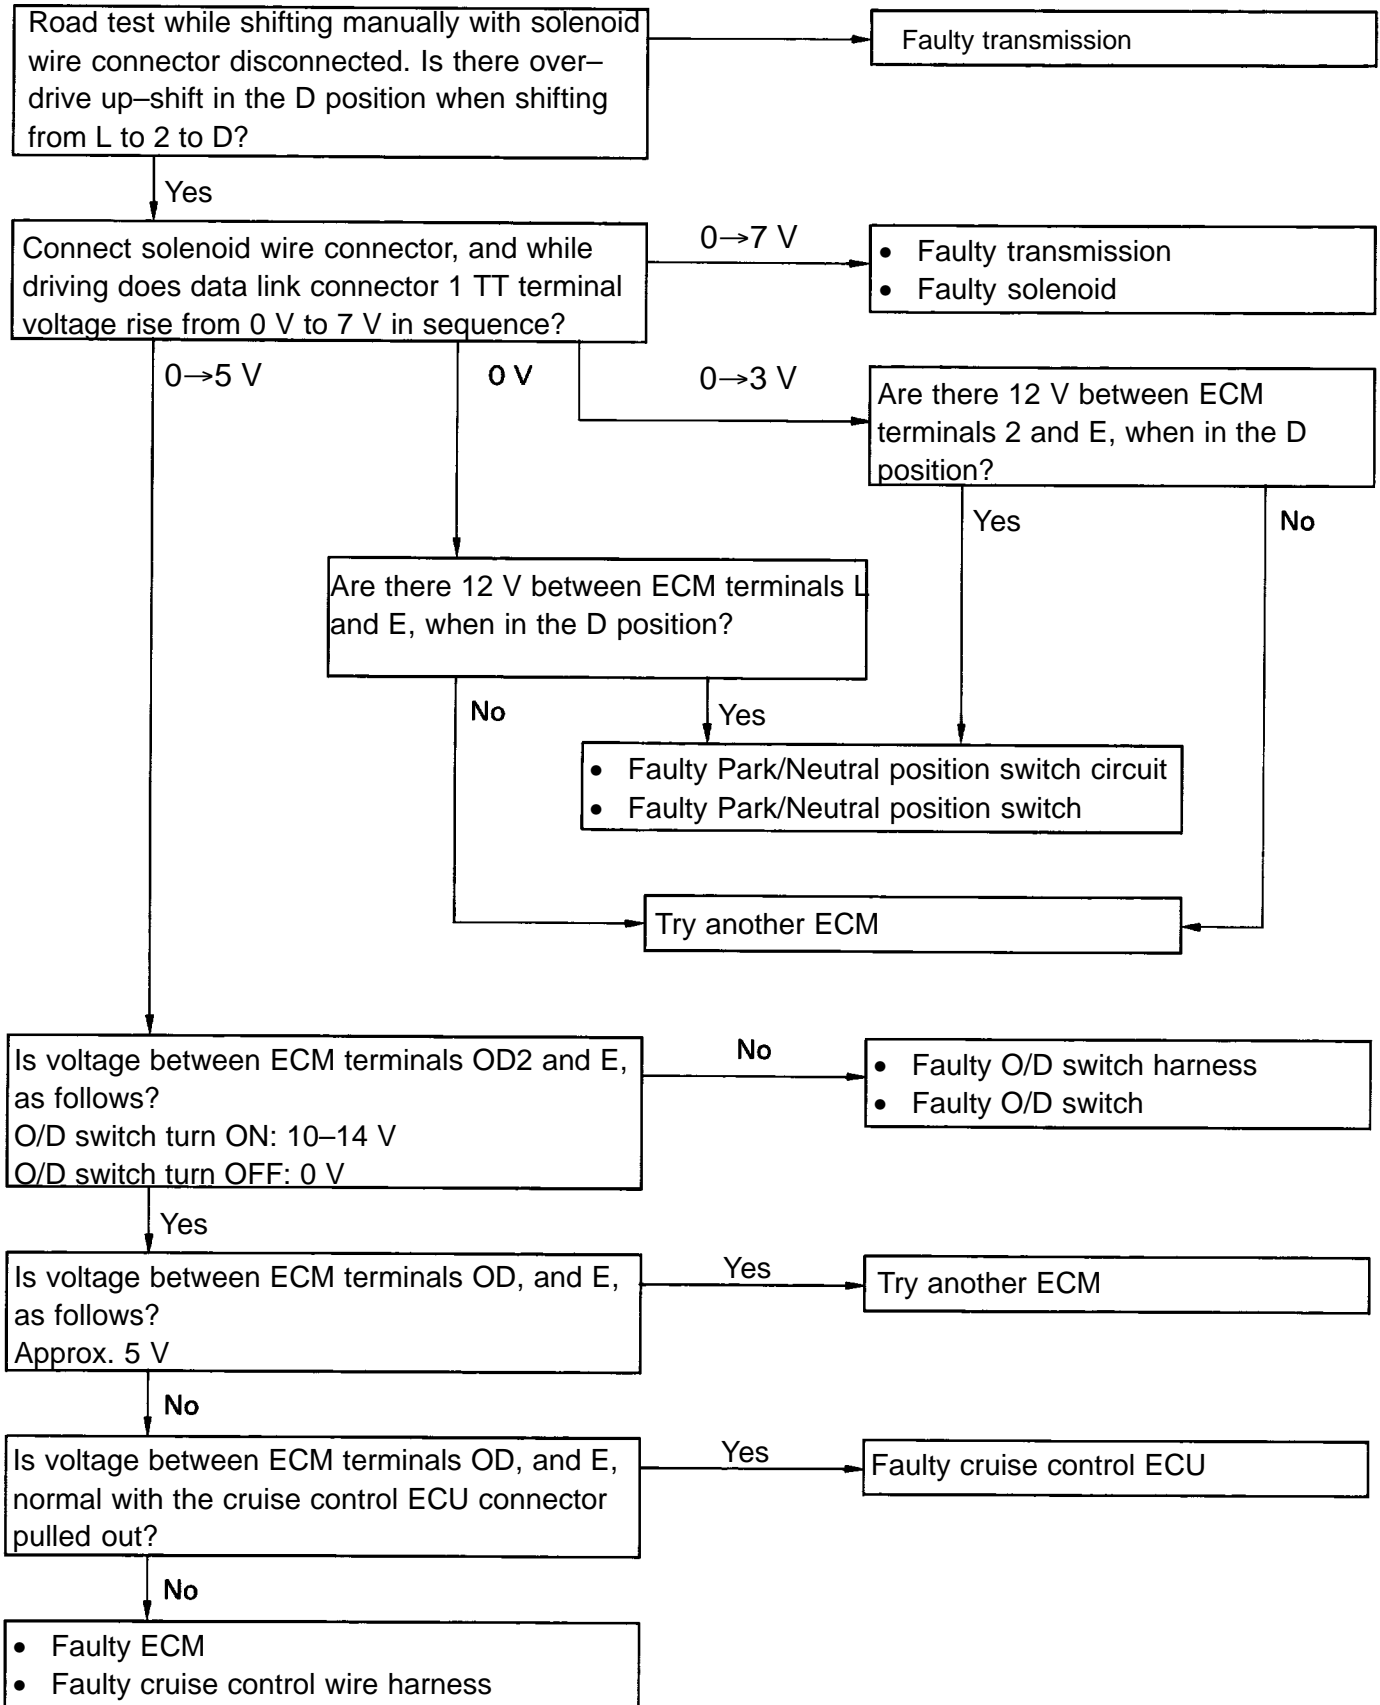 Road test while shifting manually with solenoid
wire connector disconnected. Is there over–
drive up–shift in the D position when shifting
from L to 2 to D?
Faulty transmission
Yes
Connect solenoid wire connector, and while
driving does data link connector 1 TT terminal
voltage rise from 0 V to 7 V in sequence?
0→7 V
• Faulty transmission
• Faulty solenoid
0→5 V
0 V
0→3 V
Are there 12 V between ECM
terminals 2 and E, when in the D
position?
Yes
No
Are there 12 V between ECM terminals L
and E, when in the D position?
No
Yes
• Faulty Park/Neutral position switch circuit
• Faulty Park/Neutral position switch
Try another ECM
Is voltage between ECM terminals OD2 and E,
as follows?
O/D switch turn ON: 10–14 V
O/D switch turn OFF: 0 V
No
• Faulty O/D switch harness
• Faulty O/D switch
Yes
Is voltage between ECM terminals OD, and E,
as follows?
Approx. 5 V
Yes
Try another ECM
No
Is voltage between ECM terminals OD, and E,
normal with the cruise control ECU connector
pulled out?
Yes
Faulty cruise control ECU
No
• Faulty ECM
• Faulty cruise control wire harness